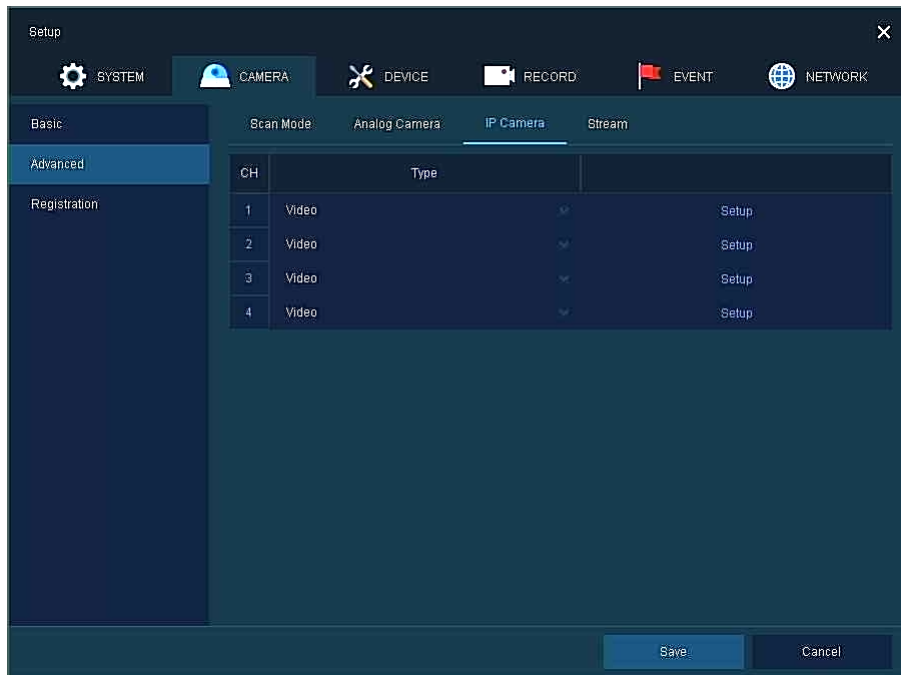 Setup
SYSTEM CAMERA DEVICE RECORD EVENT NETWORK
Basic
Advanced
Registration
Scan Mode Analog Camera IP Camera Stream
CH Type
1 Video Setup
2 Video Setup
3 Video Setup
4 Video Setup
Save Cancel